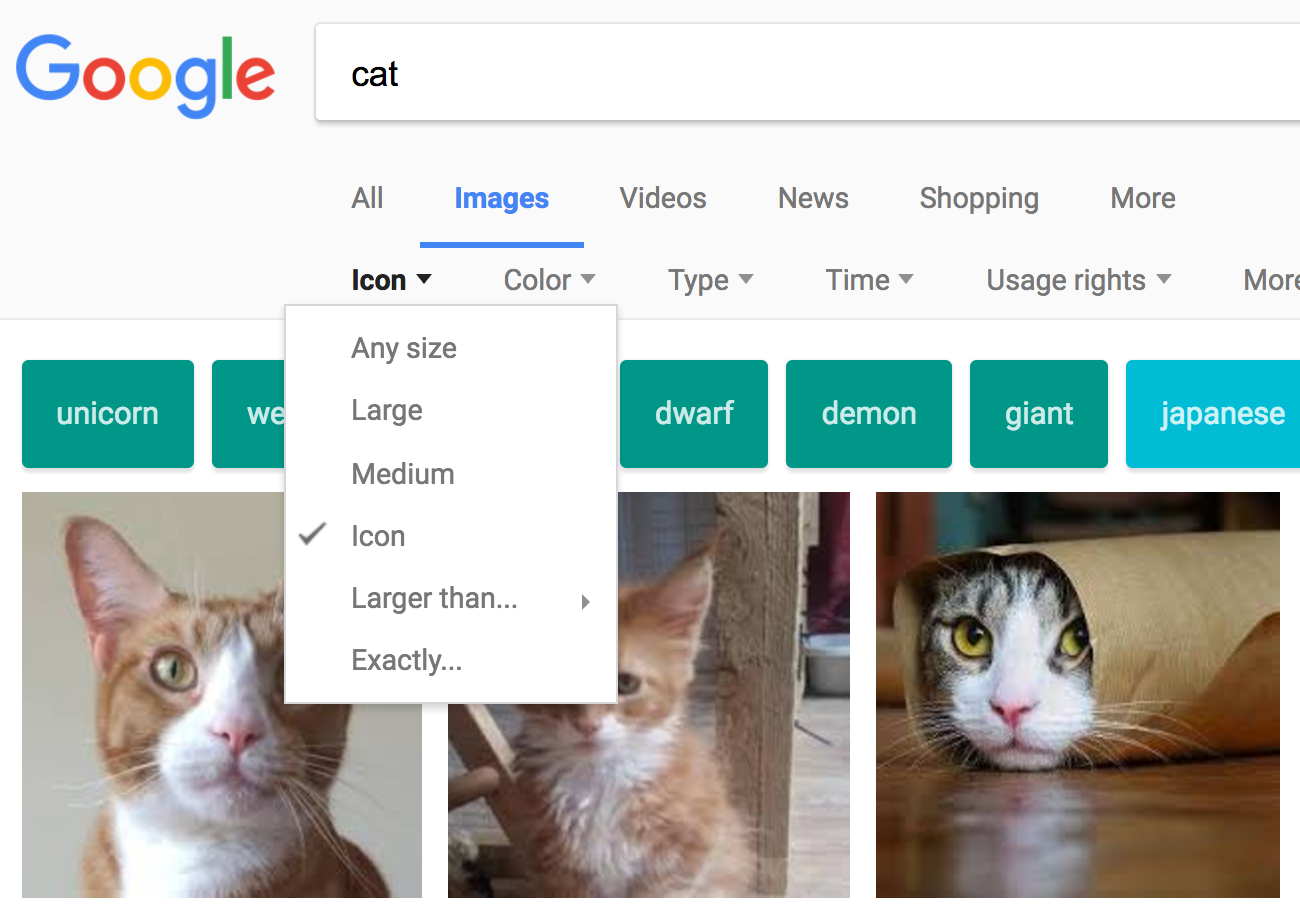 Google
cat
All Images Videos News Shopping More
Icon Color Type Time Usage rights More
Any size
Large
Medium
Icon
Larger than...
Exactly...
unicorn we dwarf demon giant japanese